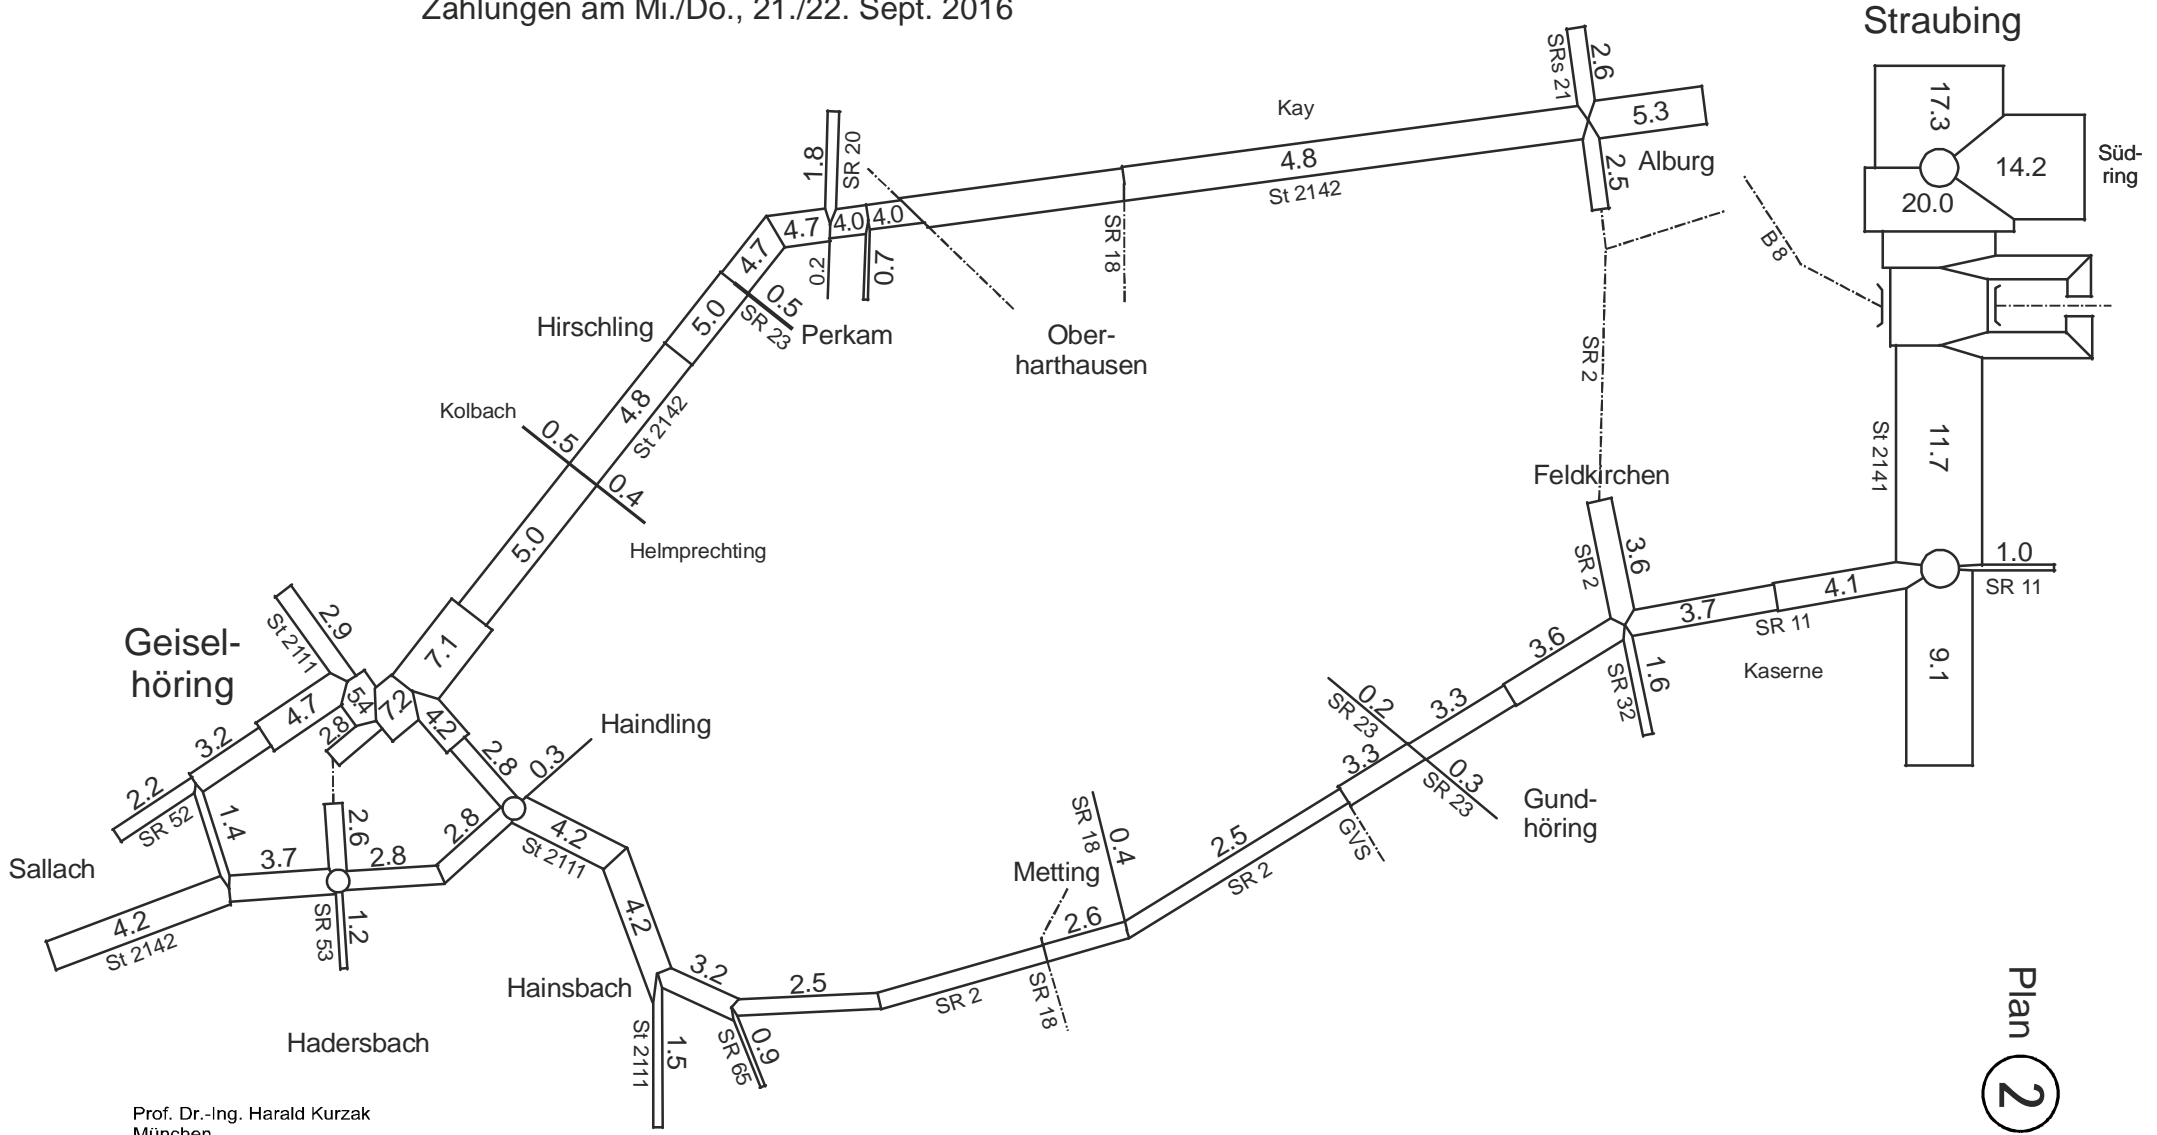 Zählungen am Mi./Do., 21./22. Sept. 2016
Straubing
17.3
14.2
Süd-
ring
20.0
B 8
St 2141
11.7
1.0
SR 11
9.1
SRs 21
2.6
5.3
2.5
Alburg
Kay
4.8
St 2142
1.8
SR 20
4.7
4.0
4.0
0.2
0.7
SR 18
Ober-
harthausen
4.7
0.5
SR 23
Perkam
Hirschling
5.0
4.8
St 2142
Kolbach
0.5
0.4
Helmprechting
5.0
SR 2
Feldkirchen
SR 2
3.6
3.7
4.1
SR 11
Kaserne
1.6
SR 32
3.6
3.3
0.2
SR 23
3.3
0.3
SR 23
Gund-
höring
GVS
2.5
SR 2
SR 18
0.4
Metting
2.6
SR 18
SR 2
2.5
3.2
0.9
SR 65
Geisel-
höring
2.9
St 2111
7.1
5.4
7.2
4.2
2.8
4.7
3.2
2.2
SR 52
1.4
Haindling
2.8
0.3
2.8
4.2
St 2111
2.6
3.7
2.8
Sallach
4.2
St 2142
SR 53
1.2
4.2
Hainsbach
St 2111
1.5
Hadersbach
Plan
2
Prof. Dr.-Ing. Harald Kurzak
München